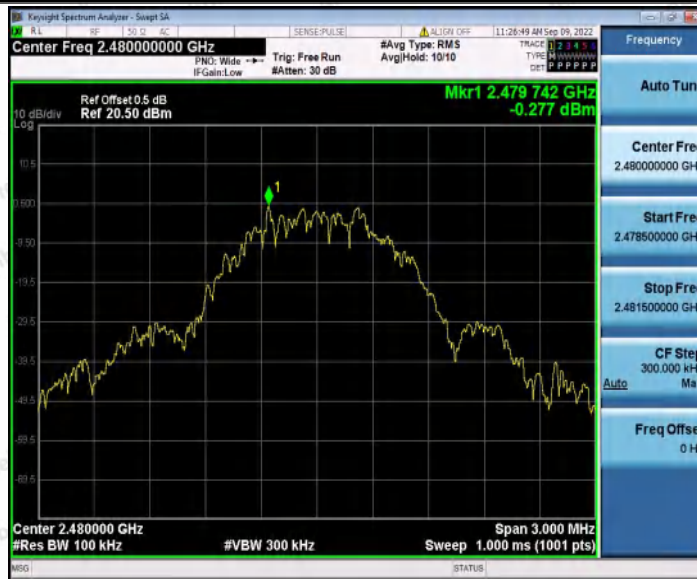 Keysight Spectrum Analyzer - Swept SA
RL RF 50 Ω AC SENSE:PULSE ALIGN OFF 11:26:49 AM Sep 09, 2022
Center Freq 2.480000000 GHz
PNO: Wide
IFGain:Low
Trig: Free Run
#Atten: 30 dB
#Avg Type: RMS
Avg|Hold: 10/10
TRACE 1 2 3 4 5 6
TYPE M
DET P P P P P P
Frequency
Auto Tun
Center Fre
2.480000000 GH
Start Fre
2.478500000 GH
Stop Fre
2.481500000 GH
CF Step
300.000 kH
Auto Ma
Freq Offse
0 H
Mkr1 2.479 742 GHz
-0.277 dBm
Ref Offset 0.5 dB
10 dB/div Ref 20.50 dBm
Log
1
10.5
0.500
-9.50
-19.5
-29.5
-39.5
-49.5
-59.5
-69.5
Center 2.480000 GHz Span 3.000 MHz
#Res BW 100 kHz #VBW 300 kHz Sweep 1.000 ms (1001 pts)
MSG STATUS